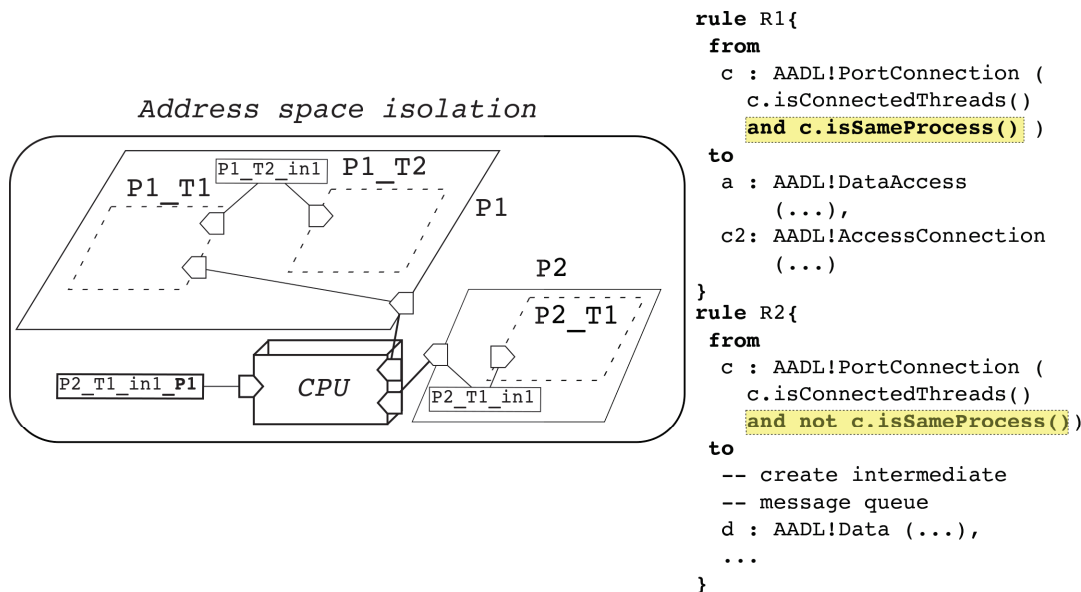 Address space isolation
P1_T1
P1_T2_in1
P1_T2
P1
P2
P2_T1
P2_T1_in1_P1
CPU
P2_T1_in1
rule R1{
from
c : AADL!PortConnection (
c.isConnectedThreads()
and c.isSameProcess() )
to
a : AADL!DataAccess
(...),
c2: AADL!AccessConnection
(...)
}
rule R2{
from
c : AADL!PortConnection (
c.isConnectedThreads()
and not c.isSameProcess())
to
-- create intermediate
-- message queue
d : AADL!Data (...),
...
}